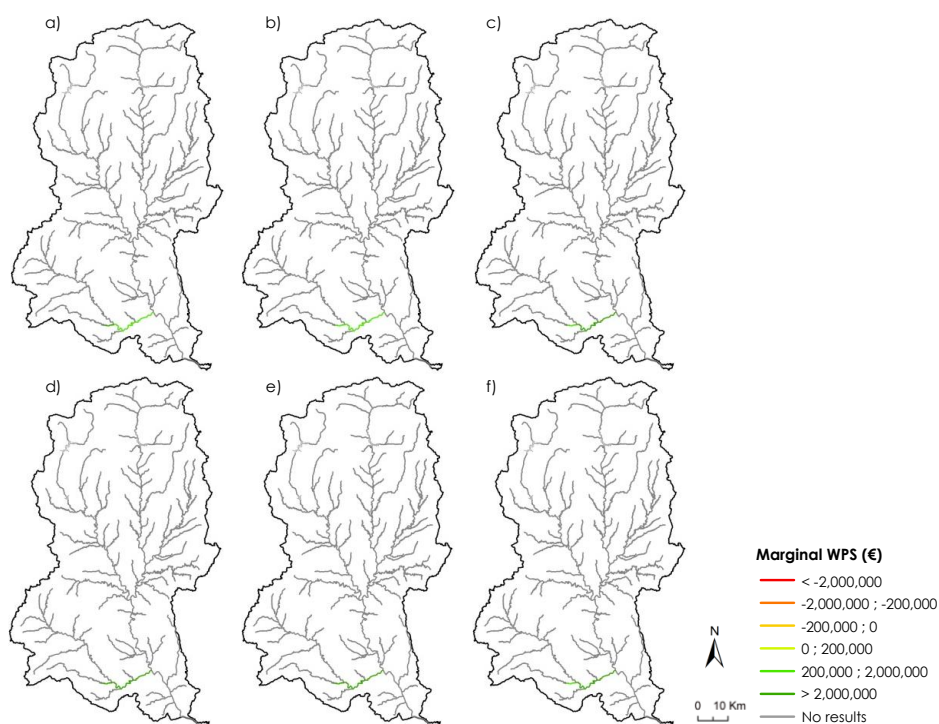 a)
b)
c)
d)
e)
f)
N
0 10 Km
Marginal WPS (€)
< -2,000,000
-2,000,000 ; -200,000
-200,000 ; 0
0 ; 200,000
200,000 ; 2,000,000
> 2,000,000
No results